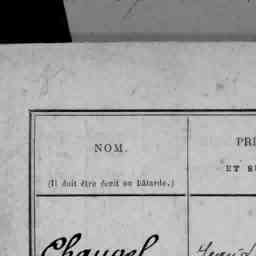 NOM.
PRÉ
ET S
(Il doit être écrit en bâtarde.)
Chauvel